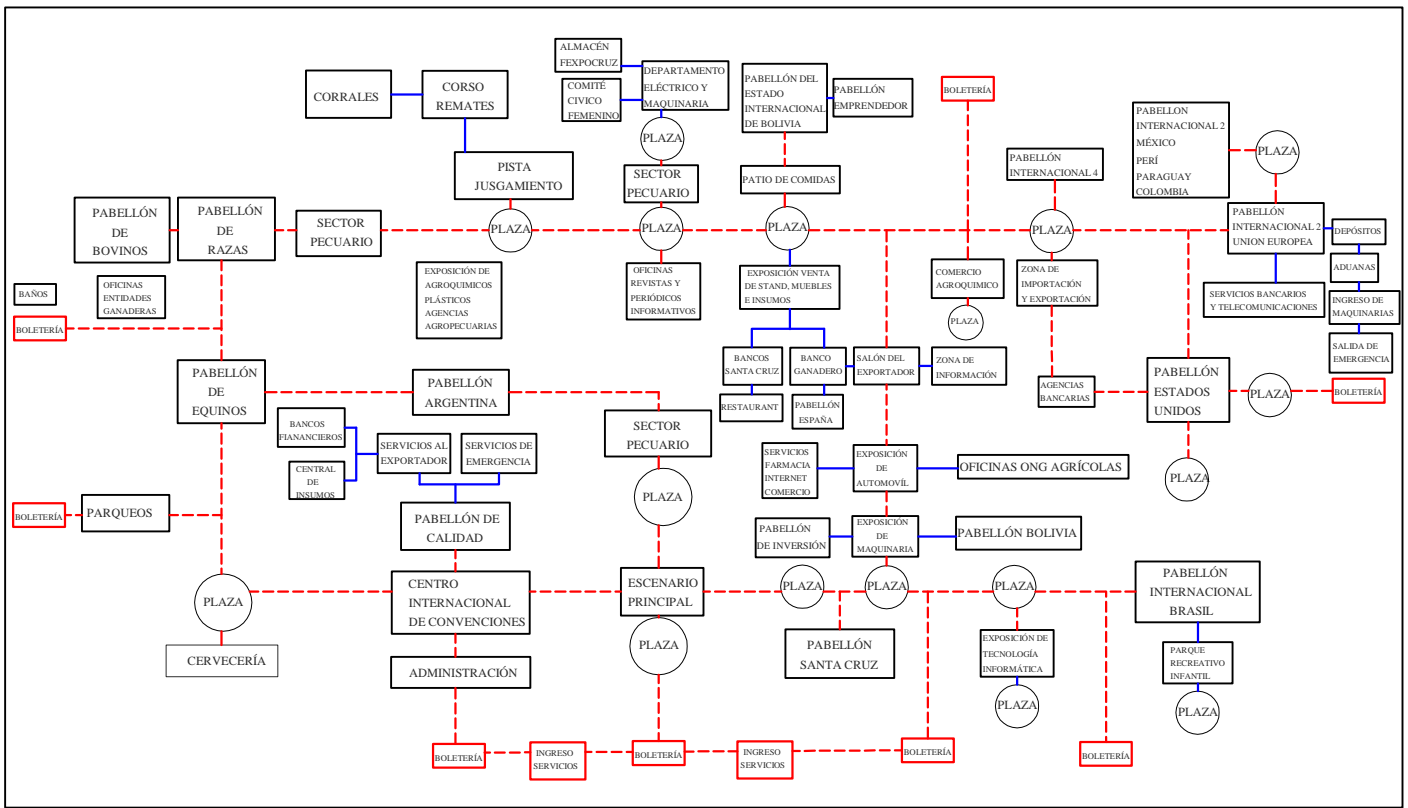 ALMACÉN
FEXPOCRUZ
COMITÉ
CIVICO
FEMENINO
DEPARTAMENTO
ELÉCTRICO Y
MAQUINARIA
PLAZA
SECTOR
PECUARIO
CORRALES
CORSO
REMATES
PISTA
JUSGAMIENTO
PABELLÓN DEL
ESTADO
INTERNACIONAL
DE BOLIVIA
PABELLÓN
EMPRENDEDOR
PATIO DE COMIDAS
BOLETERÍA
PABELLÓN
INTERNACIONAL 4
PABELLON
INTERNACIONAL 2
MÉXICO
PERÍ
PARAGUAY
COLOMBIA
PLAZA
PABELLÓN
DE
BOVINOS
PABELLÓN
DE
RAZAS
SECTOR
PECUARIO
PLAZA
PLAZA
PLAZA
PLAZA
PABELLÓN
INTERNACIONAL 2
UNION EUROPEA
DEPÓSITOS
ADUANAS
INGRESO DE
MAQUINARIAS
SALIDA DE
EMERGENCIA
SERVICIOS BANCARIOS
Y TELECOMUNICACIONES
BAÑOS
OFICINAS
ENTIDADES
GANADERAS
BOLETERÍA
EXPOSICIÓN DE
AGROQUIMICOS
PLÁSTICOS
AGENCIAS
AGROPECUARIAS
OFICINAS
REVISTAS Y
PERIÓDICOS
INFORMATIVOS
EXPOSICIÓN VENTA
DE STAND, MUEBLES
E INSUMOS
COMERCIO
AGROQUIMICO
PLAZA
ZONA DE
IMPORTACIÓN
Y EXPORTACIÓN
BANCOS
SANTA CRUZ
BANCO
GANADERO
SALÓN DEL
EXPORTADOR
ZONA DE
INFORMACIÓN
RESTAURANT
PABELLÓN
ESPAÑA
AGENCIAS
BANCARIAS
PABELLÓN
ESTADOS
UNIDOS
PLAZA
BOLETERÍA
PLAZA
PABELLÓN
DE
EQUINOS
PABELLÓN
ARGENTINA
SECTOR
PECUARIO
BANCOS
FIANANCIEROS
CENTRAL
DE
INSUMOS
SERVICIOS AL
EXPORTADOR
SERVICIOS DE
EMERGENCIA
PABELLÓN DE
CALIDAD
PLAZA
SERVICIOS
FARMACIA
INTERNET
COMERCIO
EXPOSICIÓN
DE
AUTOMOVÍL
OFICINAS ONG AGRÍCOLAS
BOLETERÍA
PARQUEOS
PABELLÓN
DE INVERSIÓN
EXPOSICIÓN
DE
MAQUINARIA
PABELLÓN BOLIVIA
PLAZA
CERVECERÍA
CENTRO
INTERNACIONAL
DE CONVENCIONES
ESCENARIO
PRINCIPAL
PLAZA
PLAZA
PLAZA
PABELLÓN
INTERNACIONAL
BRASIL
ADMINISTRACIÓN
PLAZA
PABELLÓN
SANTA CRUZ
EXPOSICIÓN DE
TECNOLOGÍA
INFORMÁTICA
PLAZA
PARQUE
RECREATIVO
INFANTIL
PLAZA
BOLETERÍA
INGRESO
SERVICIOS
BOLETERÍA
INGRESO
SERVICIOS
BOLETERÍA
BOLETERÍA